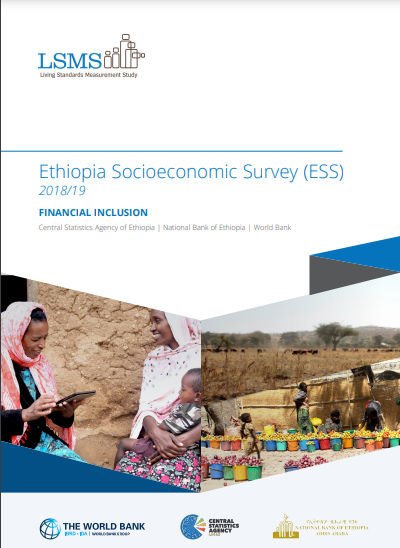 LSMS
Living Standards Measurement Study
Ethiopia Socioeconomic Survey (ESS)
2018/19
FINANCIAL INCLUSION
Central Statistics Agency of Ethiopia | National Bank of Ethiopia | World Bank
THE WORLD BANK
IBRD • IDA | WORLD BANK GROUP
CENTRAL
STATISTICS
AGENCY
NATIONAL BANK OF ETHIOPIA
ADDIS ABABA